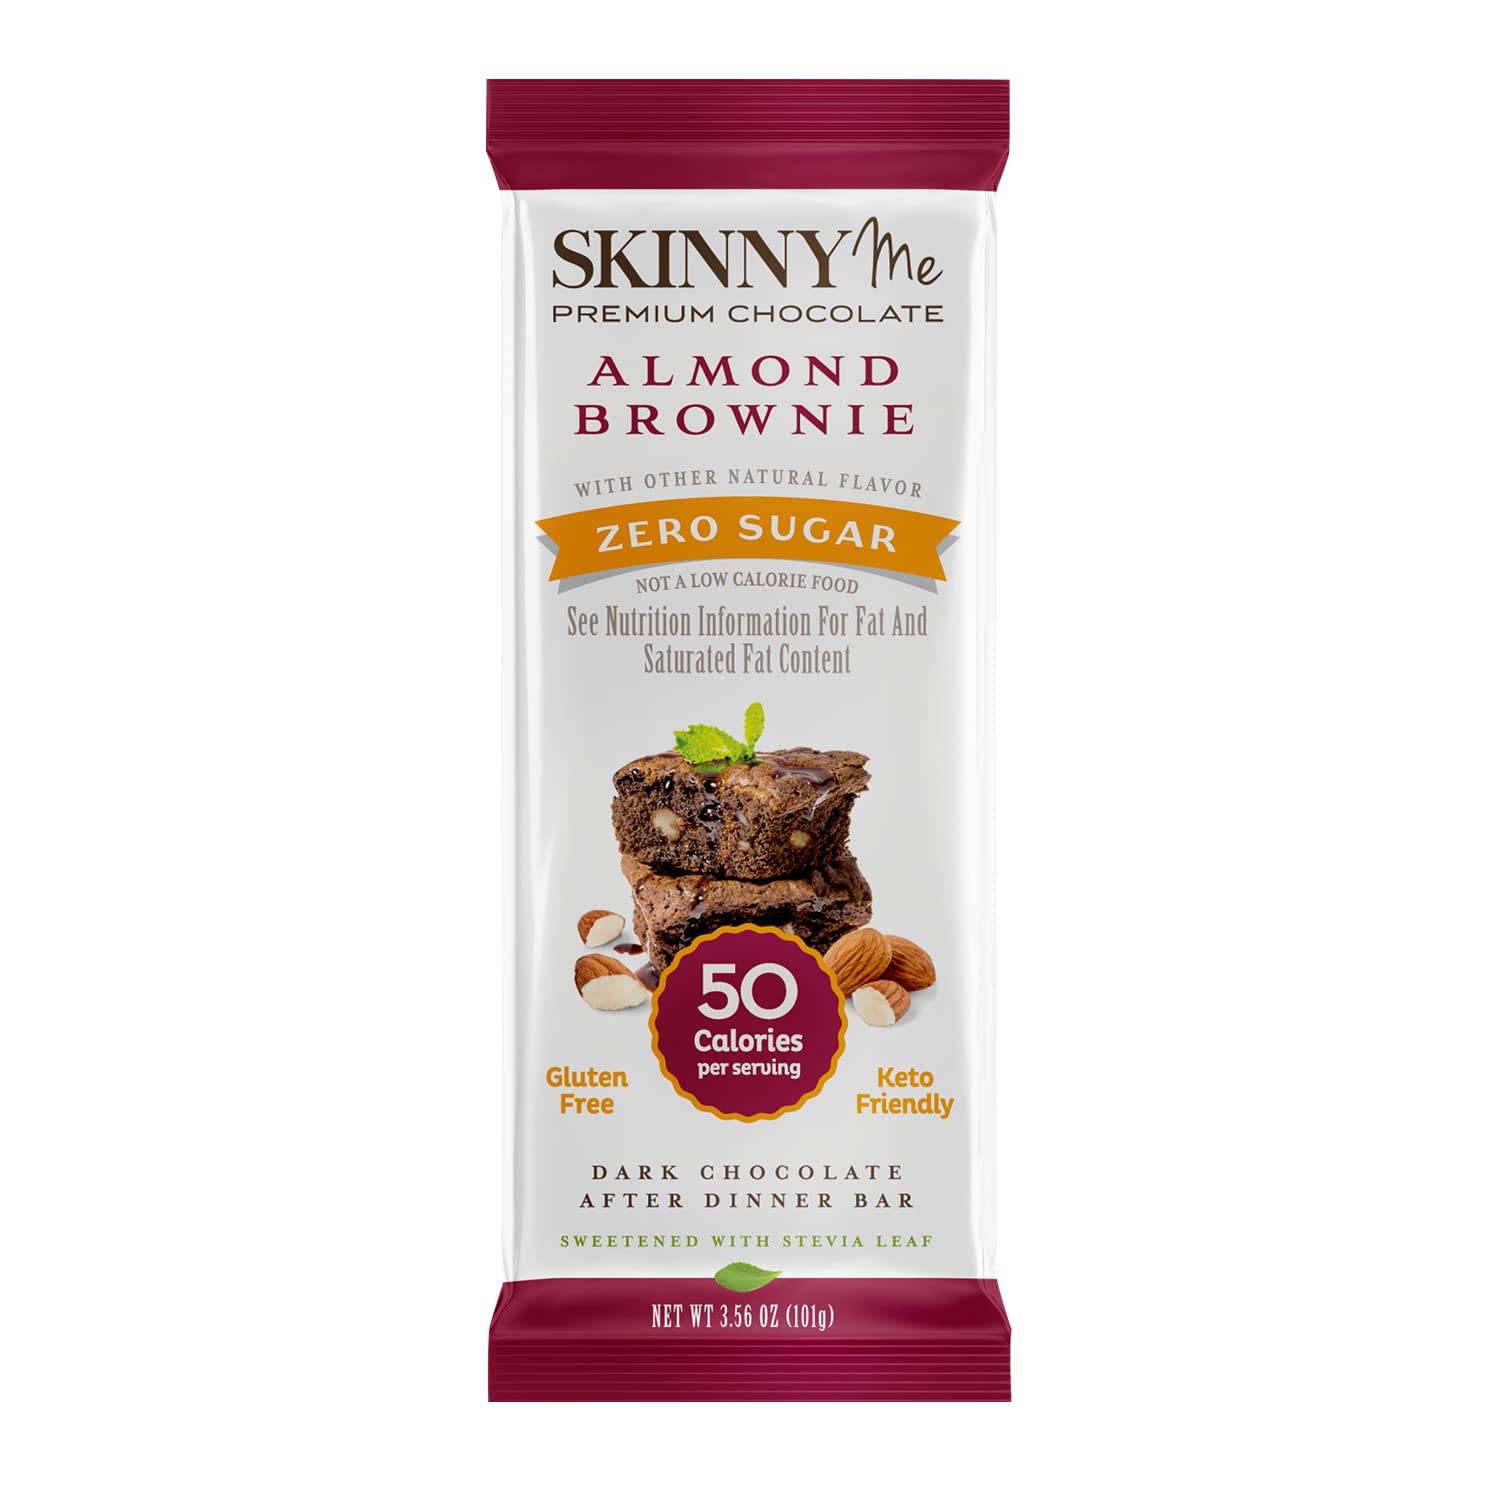 SKINNY Me
PREMIUM CHOCOLATE
ALMOND
BROWNIE
WITH OTHER NATURAL FLAVOR
ZERO SUGAR
NOT A LOW CALORIE FOOD
See Nutrition Information For Fat And
Saturated Fat Content
50
Calories
per serving
Gluten
Free
Keto
Friendly
DARK CHOCOLATE
AFTER DINNER BAR
SWEETENED WITH STEVIA LEAF
NET WT 3.56 OZ (101g)